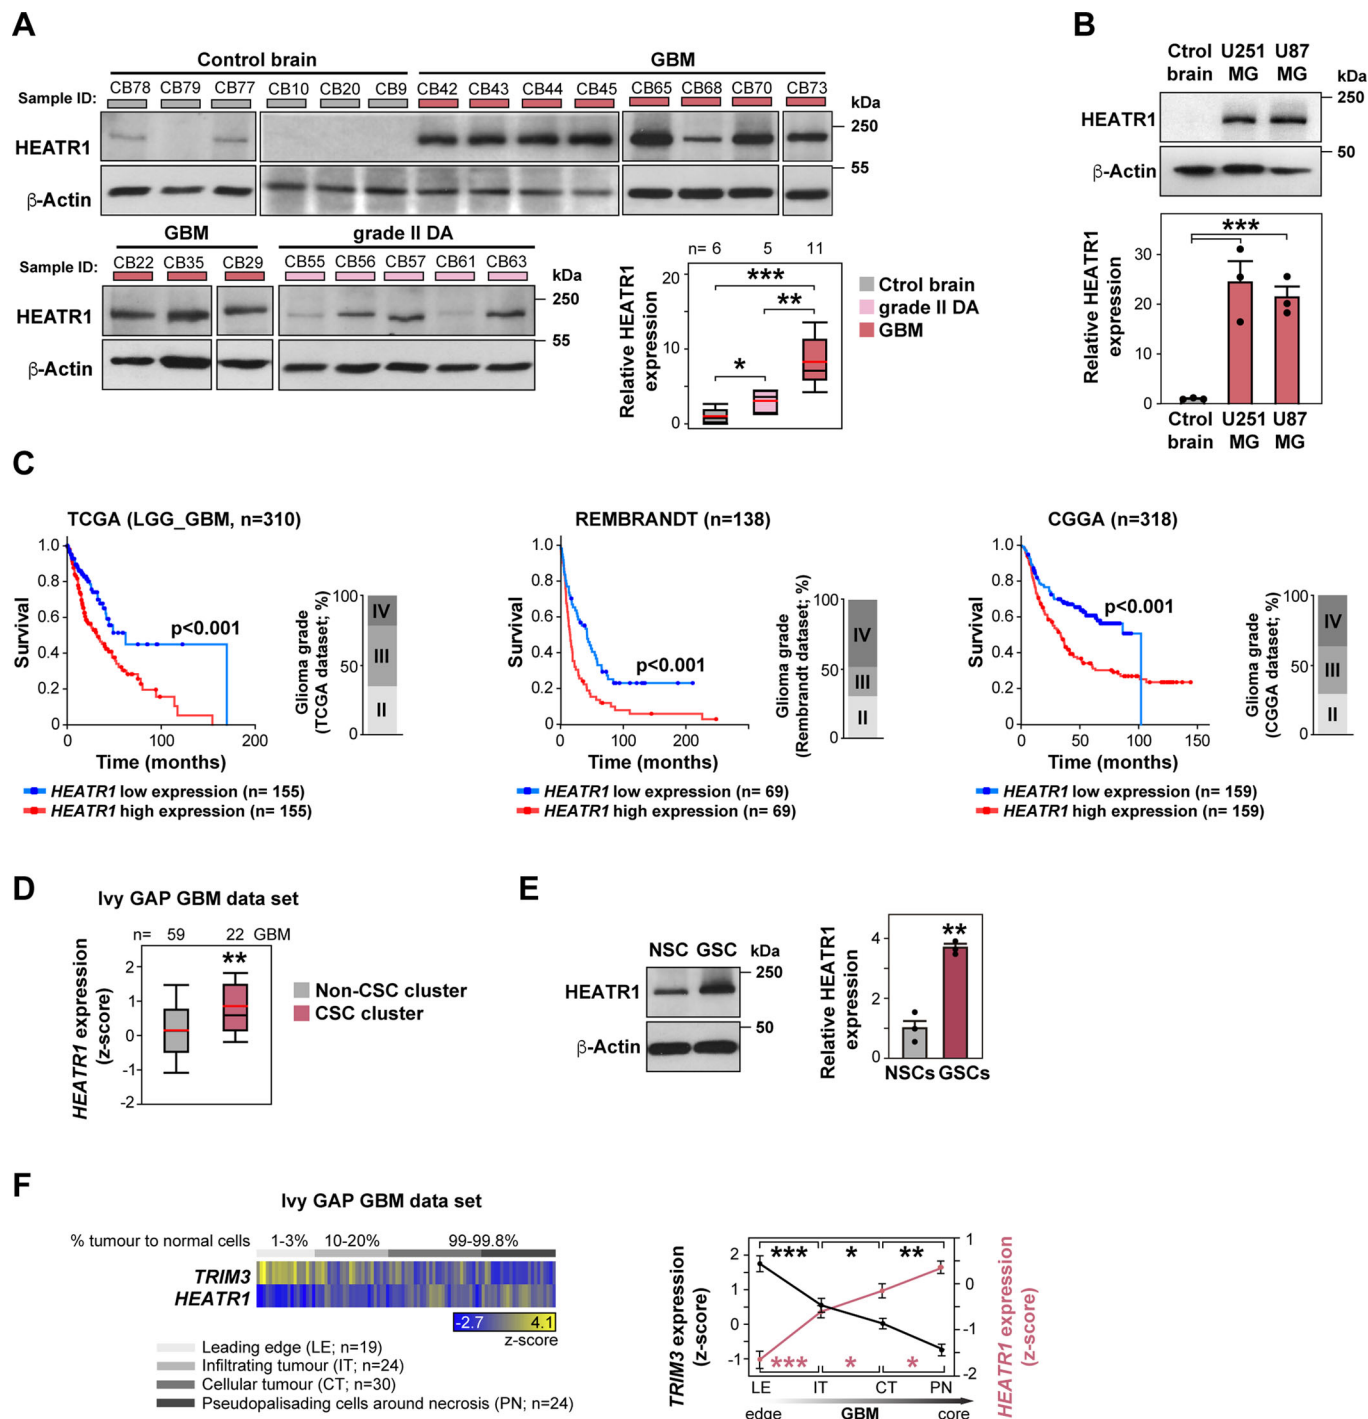 A
Control brain
GBM
Sample ID:
CB78 CB79 CB77 CB10 CB20 CB9 CB42 CB43 CB44 CB45 CB65 CB68 CB70 CB73
kDa
HEATR1
250
55
β-Actin
GBM
grade II DA
Sample ID:
CB22 CB35 CB29 CB55 CB56 CB57 CB61 CB63
kDa
HEATR1
250
55
β-Actin
n= 6 5 11
Relative HEATR1
expression
20
10
0
***
**
*
Ctrol brain
grade II DA
GBM
B
Ctrol
brain
U251
MG
U87
MG
kDa
HEATR1
250
50
β-Actin
Relative HEATR1
expression
30
20
10
0
***
Ctrol
brain
U251
MG
U87
MG
C
TCGA (LGG_GBM, n=310)
Survival
1.0
0.8
0.6
0.4
0.2
0
p<0.001
0 100 200
Time (months)
HEATR1 low expression (n= 155)
HEATR1 high expression (n= 155)
Glioma grade
(TCGA dataset; %)
100
50
0
IV
III
II
REMBRANDT (n=138)
Survival
1.0
0.8
0.6
0.4
0.2
0
p<0.001
0 100 200
Time (months)
HEATR1 low expression (n= 69)
HEATR1 high expression (n= 69)
Glioma grade
(Rembrandt dataset; %)
100
50
0
IV
III
II
CGGA (n=318)
Survival
1.0
0.8
0.6
0.4
0.2
0
p<0.001
0 50 100 150
Time (months)
HEATR1 low expression (n= 159)
HEATR1 high expression (n= 159)
Glioma grade
(CGGA dataset; %)
100
50
0
IV
III
II
D
Ivy GAP GBM data set
n= 59 22 GBM
HEATR1 expression
(z-score)
2
1
0
-1
-2
**
Non-CSC cluster
CSC cluster
E
NSC GSC kDa
HEATR1
250
50
β-Actin
Relative HEATR1
expression
4
2
0
**
NSCs GSCs
F
Ivy GAP GBM data set
% tumour to normal cells 1-3% 10-20% 99-99.8%
TRIM3
HEATR1
-2.7 4.1
z-score
Leading edge (LE; n=19)
Infiltrating tumour (IT; n=24)
Cellular tumour (CT; n=30)
Pseudopalisading cells around necrosis (PN; n=24)
TRIM3 expression
(z-score)
2
1
0
-1
*** * **
*** * *
1
0
-1
-2
HEATR1 expression
(z-score)
LE IT CT PN
edge GBM core